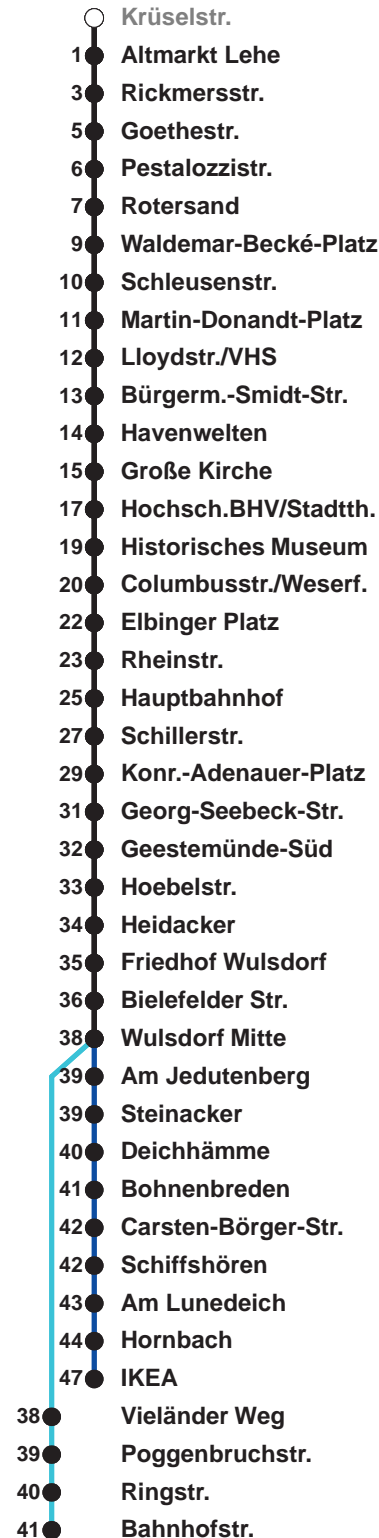 Krüselstr.
1 Altmarkt Lehe
3 Rickmersstr.
5 Goethestr.
6 Pestalozzistr.
7 Rotersand
9 Waldemar-Becké-Platz
10 Schleusenstr.
11 Martin-Donandt-Platz
12 Lloydstr./VHS
13 Bürgerm.-Smidt-Str.
14 Havenwelten
15 Große Kirche
17 Hochsch.BHV/Stadtth.
19 Historisches Museum
20 Columbusstr./Weserf.
22 Elbinger Platz
23 Rheinstr.
25 Hauptbahnhof
27 Schillerstr.
29 Konr.-Adenauer-Platz
31 Georg-Seebeck-Str.
32 Geestemünde-Süd
33 Hoebelstr.
34 Heidacker
35 Friedhof Wulsdorf
36 Bielefelder Str.
38 Wulsdorf Mitte
39 Am Jedutenberg
39 Steinacker
40 Deichhämme
41 Bohnenbreden
42 Carsten-Börger-Str.
42 Schiffshören
43 Am Lunedeich
44 Hornbach
47 IKEA
38 Vieländer Weg
39 Poggenbruchstr.
40 Ringstr.
41 Bahnhofstr.